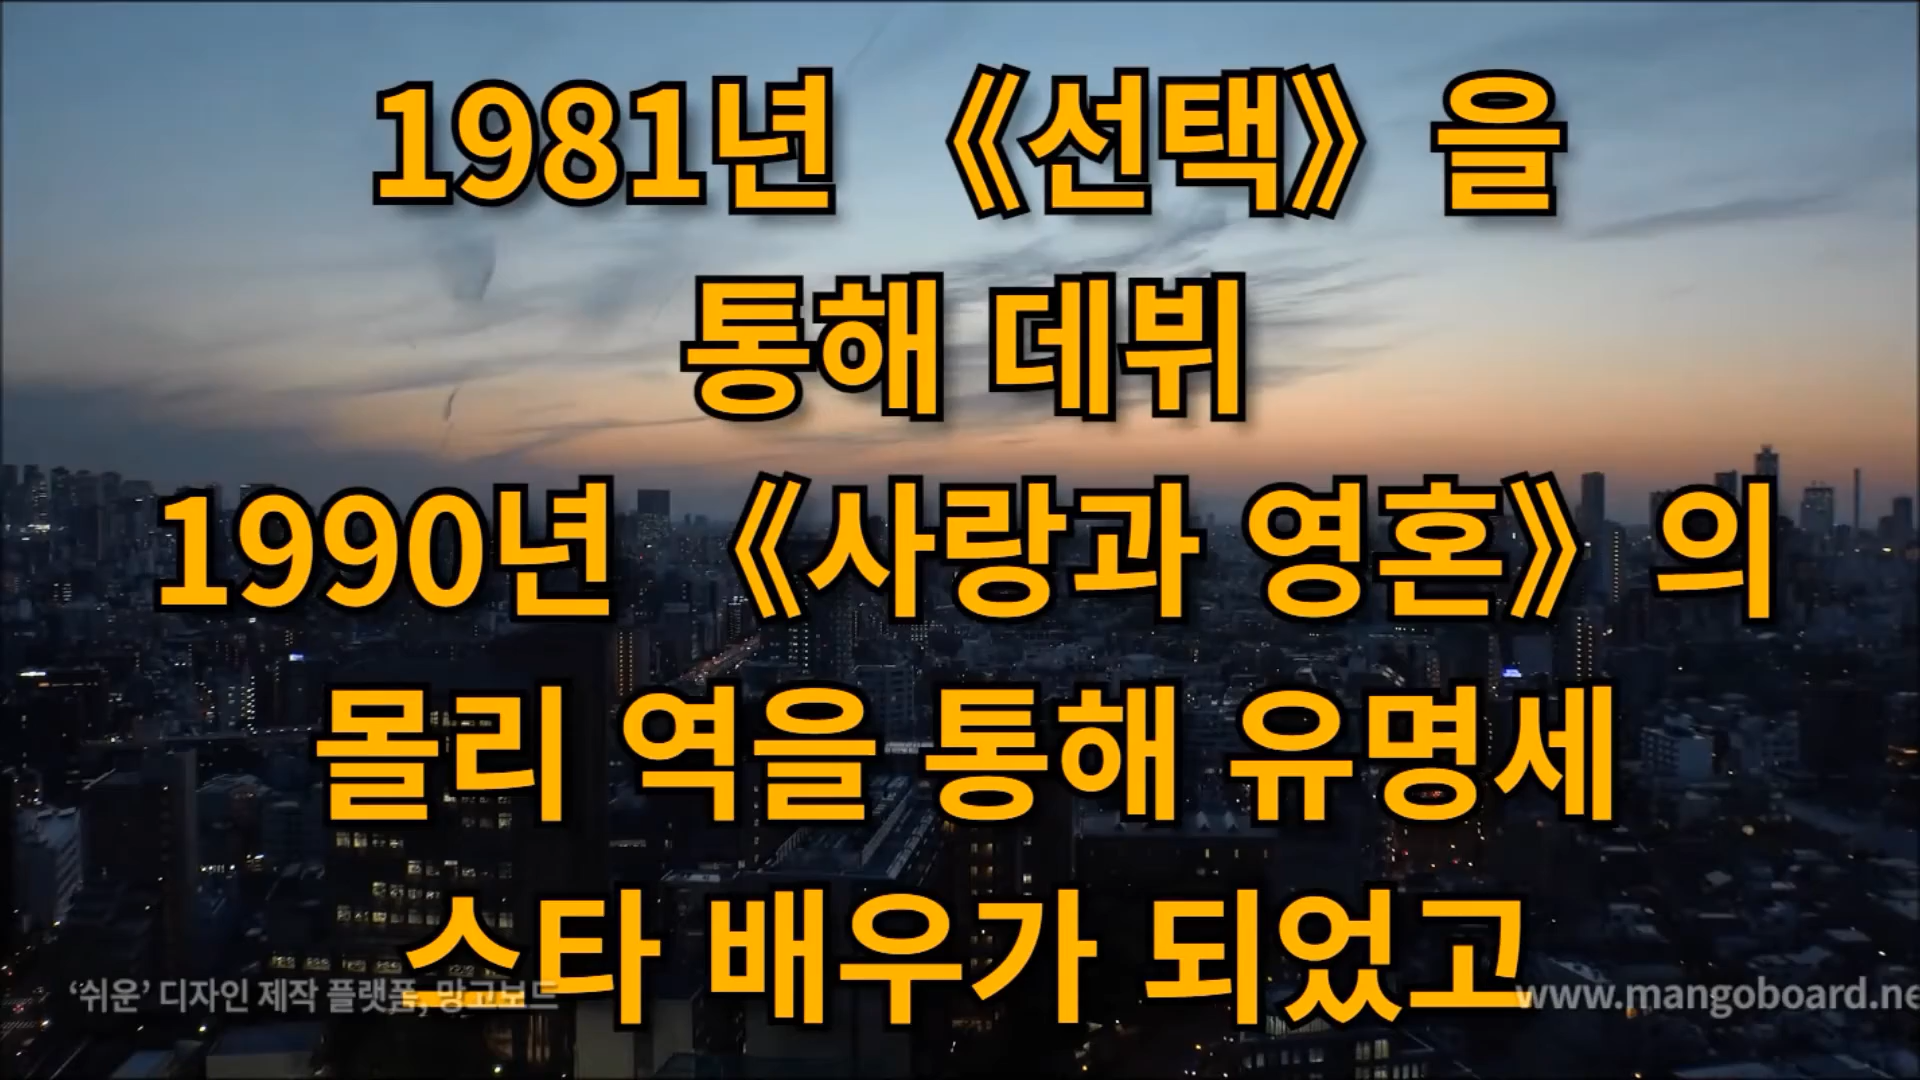 1981년 《선택》을
통해 데뷔
1990년 《사랑과 영혼》의
몰리 역을 통해 유명세
스타 배우가 되었고
‘쉬운’ 디자인 제작 플랫폼, 망고보드
www.mangoboard.ne